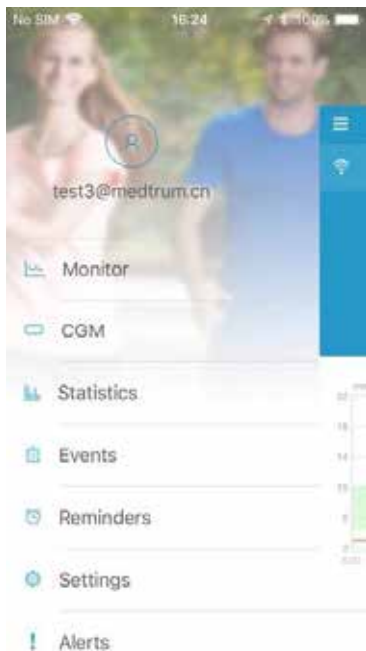 No SIM 16:24 100%
test3@medtrum.cn
Monitor
CGM
Statistics
Events
Reminders
Settings
Alerts